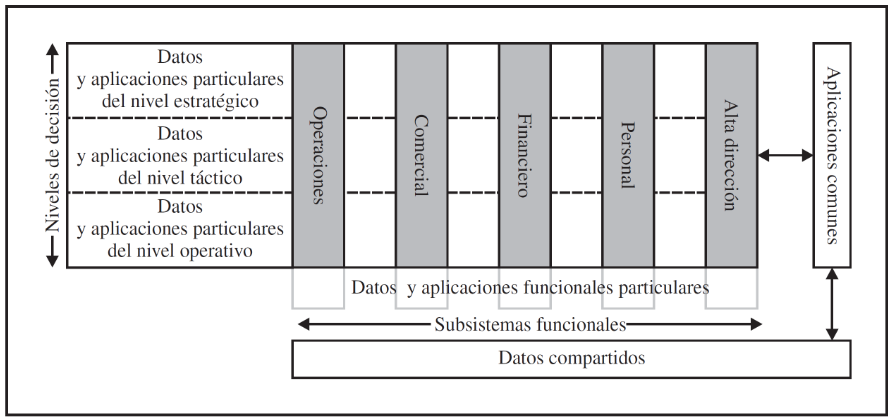 Niveles de decisión
Datos
y aplicaciones particulares
del nivel estratégico
Datos
y aplicaciones particulares
del nivel táctico
Datos
y aplicaciones particulares
del nivel operativo
Operaciones
Comercial
Financiero
Personal
Alta dirección
Aplicaciones comunes
Datos y aplicaciones funcionales particulares
Subsistemas funcionales
Datos compartidos